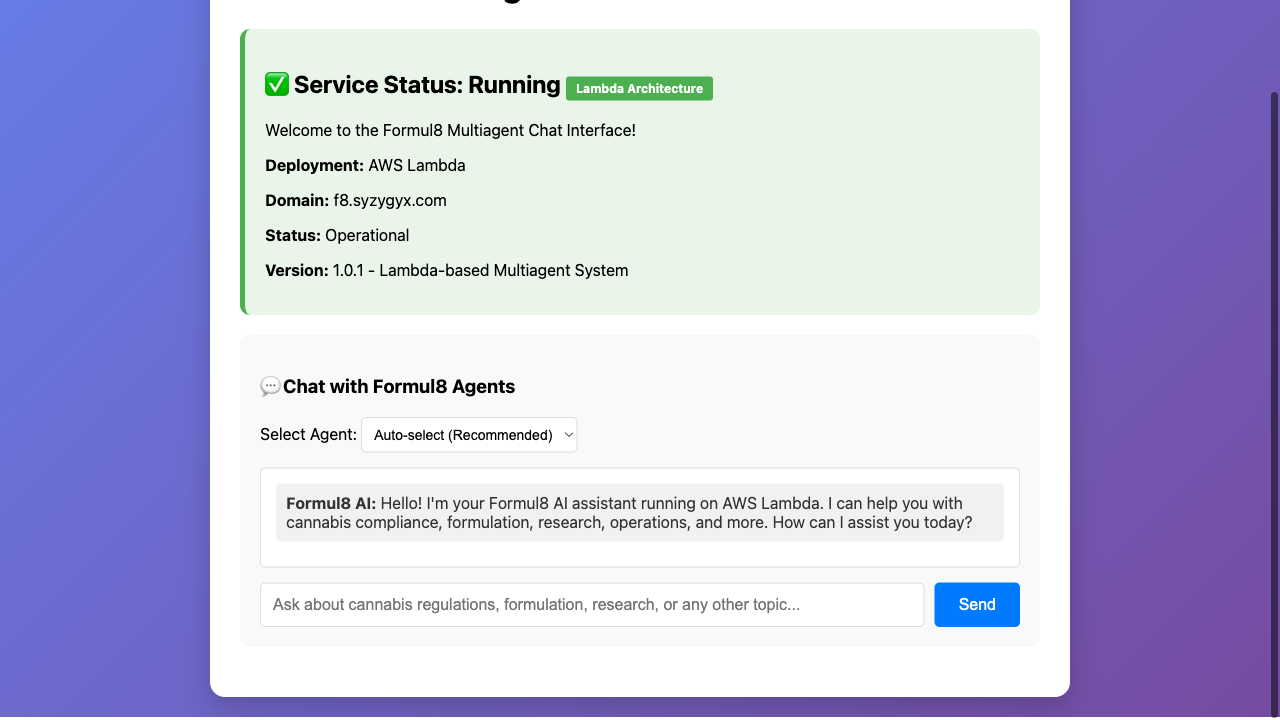 ✅ Service Status: Running Lambda Architecture
Welcome to the Formul8 Multiagent Chat Interface!
Deployment: AWS Lambda
Domain: f8.syzygyx.com
Status: Operational
Version: 1.0.1 - Lambda-based Multiagent System
💬Chat with Formul8 Agents
Select Agent: Auto-select (Recommended)
Formul8 AI: Hello! I'm your Formul8 AI assistant running on AWS Lambda. I can help you with
cannabis compliance, formulation, research, operations, and more. How can I assist you today?
Ask about cannabis regulations, formulation, research, or any other topic...
Send